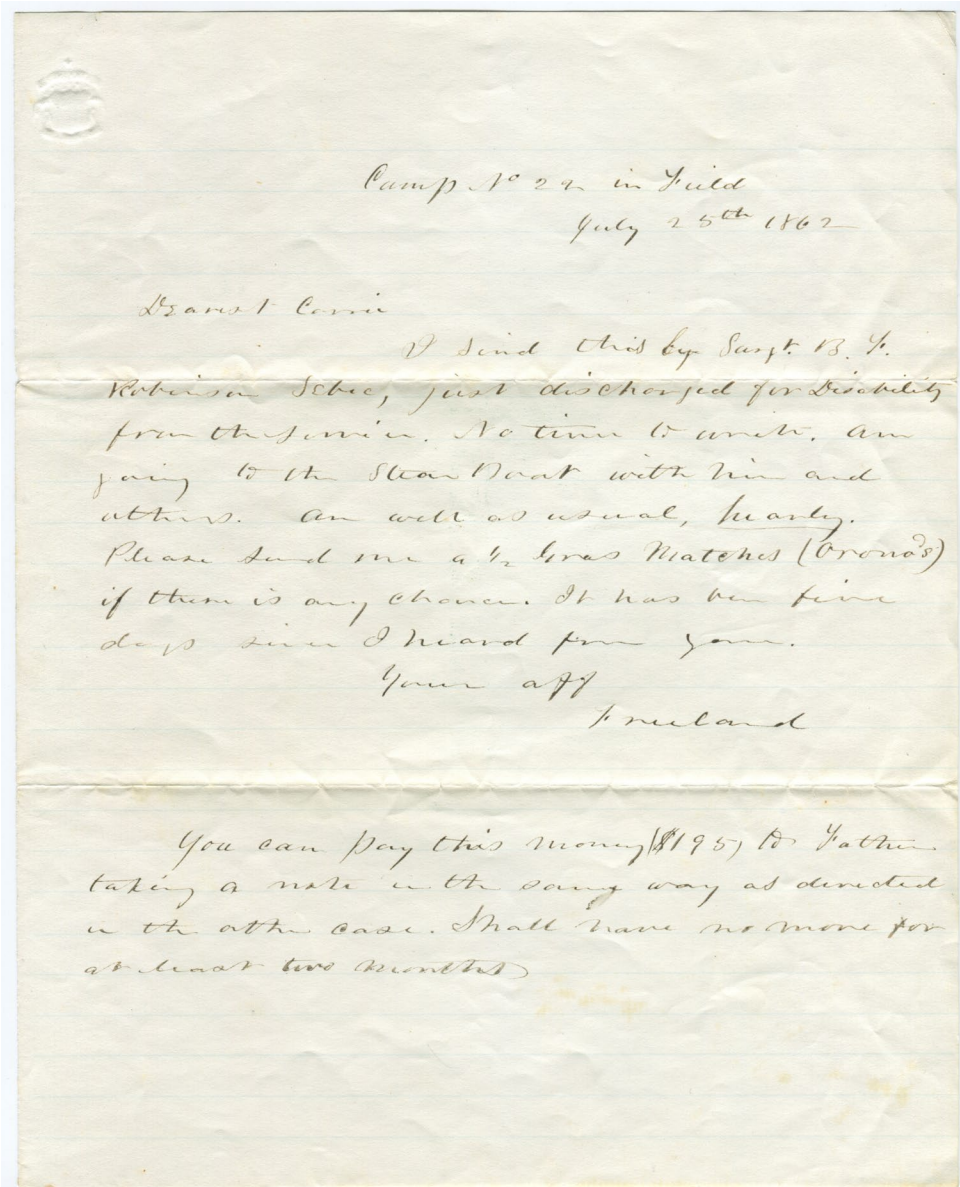 Camp No 22 in Field
July 25th 1862
Dearest Carrie
I send this by Sargt. B. F.
Robinson Sebec, just discharged for Disability
from the Service. No time to write. Am
going to the Steam Boat with him and
others. Am well as usual, nearly.
Please send me a 1/2 Gras Matches (Orono's)
if there is any chance. It has been five
days since I heard from you.
Yours aff
Freeland
You can pay this money ($195) to Father
taking a note in the same way as directed
in the other case. Shall have no more for
at least two months